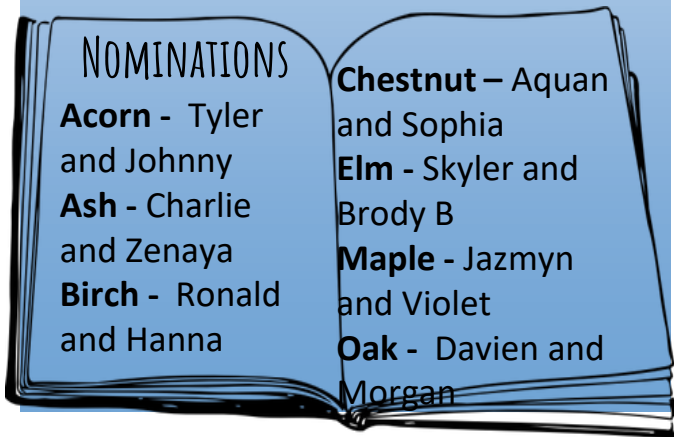 NOMINATIONS
Acorn - Tyler
and Johnny
Ash - Charlie
and Zenaya
Birch - Ronald
and Hanna
Chestnut – Aquan
and Sophia
Elm - Skyler and
Brody B
Maple - Jazmyn
and Violet
Oak - Davien and
Morgan